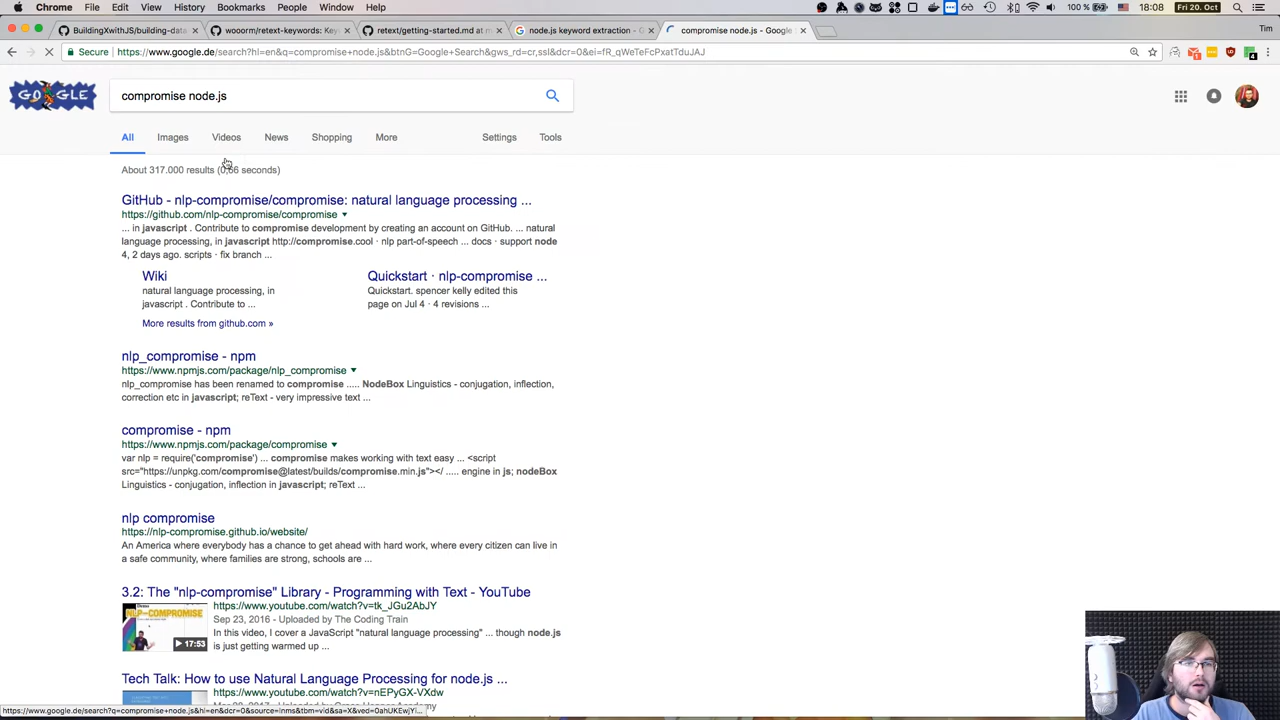 Chrome File Edit View History Bookmarks People Window Help
100% 18:08 Fri 20. Oct
BuildingXwithJS/building-data
wooorm/retext-keywords: Key
retext/getting-started.md at m
node.js keyword extraction - G
compromise node.js - Google
Tim
Secure https://www.google.de/search?hl=en&q=compromise+node.js&btnG=Google+Search&gws_rd=cr,ssl&dcr=0&ei=fR_qWeTeFcPxatTduJAJ
4
GOOGLE
compromise node.js
All Images Videos News Shopping More Settings Tools
About 317.000 results seconds)
GitHub - nlp-compromise/compromise: natural language processing ...
https://github.com/nlp-compromise/compromise
... in javascript . Contribute to compromise development by creating an account on GitHub. ... natural
language processing, in javascript http://compromise.cool · nlp part-of-speech ... docs · support node
4, 2 days ago. scripts · fix branch ...
Wiki
natural language processing, in
javascript . Contribute to ...
Quickstart · nlp-compromise ...
Quickstart. spencer kelly edited this
page on Jul 4 · 4 revisions ...
More results from github.com »
nlp_compromise - npm
https://www.npmjs.com/package/nlp_compromise
nlp_compromise has been renamed to compromise ..... NodeBox Linguistics - conjugation, inflection,
correction etc in javascript; reText - very impressive text ...
compromise - npm
https://www.npmjs.com/package/compromise
var nlp = require('compromise') ... compromise makes working with text easy ... <script
src="https://unpkg.com/compromise@latest/builds/compromise.min.js"></ ..... engine in js; nodeBox
Linguistics - conjugation, inflection in javascript; reText ...
nlp compromise
https://nlp-compromise.github.io/website/
An America where everybody has a chance to get ahead with hard work, where every citizen can live in
a safe community, where families are strong, schools are ...
3.2: The "nlp-compromise" Library - Programming with Text - YouTube
https://www.youtube.com/watch?v=tk_JGu2AbJY
Sep 23, 2016 - Uploaded by The Coding Train
In this video, I cover a JavaScript "natural language processing" ... though node.js
is just getting warmed up ...
NLP-COMPROMISE
17:53
Tech Talk: How to use Natural Language Processing for node.js ...
https://www.youtube.com/watch?v=nEPyGX-VXdw
https://www.google.de/search?q=compromise+node.js&hl=en&dcr=0&source=lnms&tbm=vid&sa=X&ved=0ahUKEwjYi...